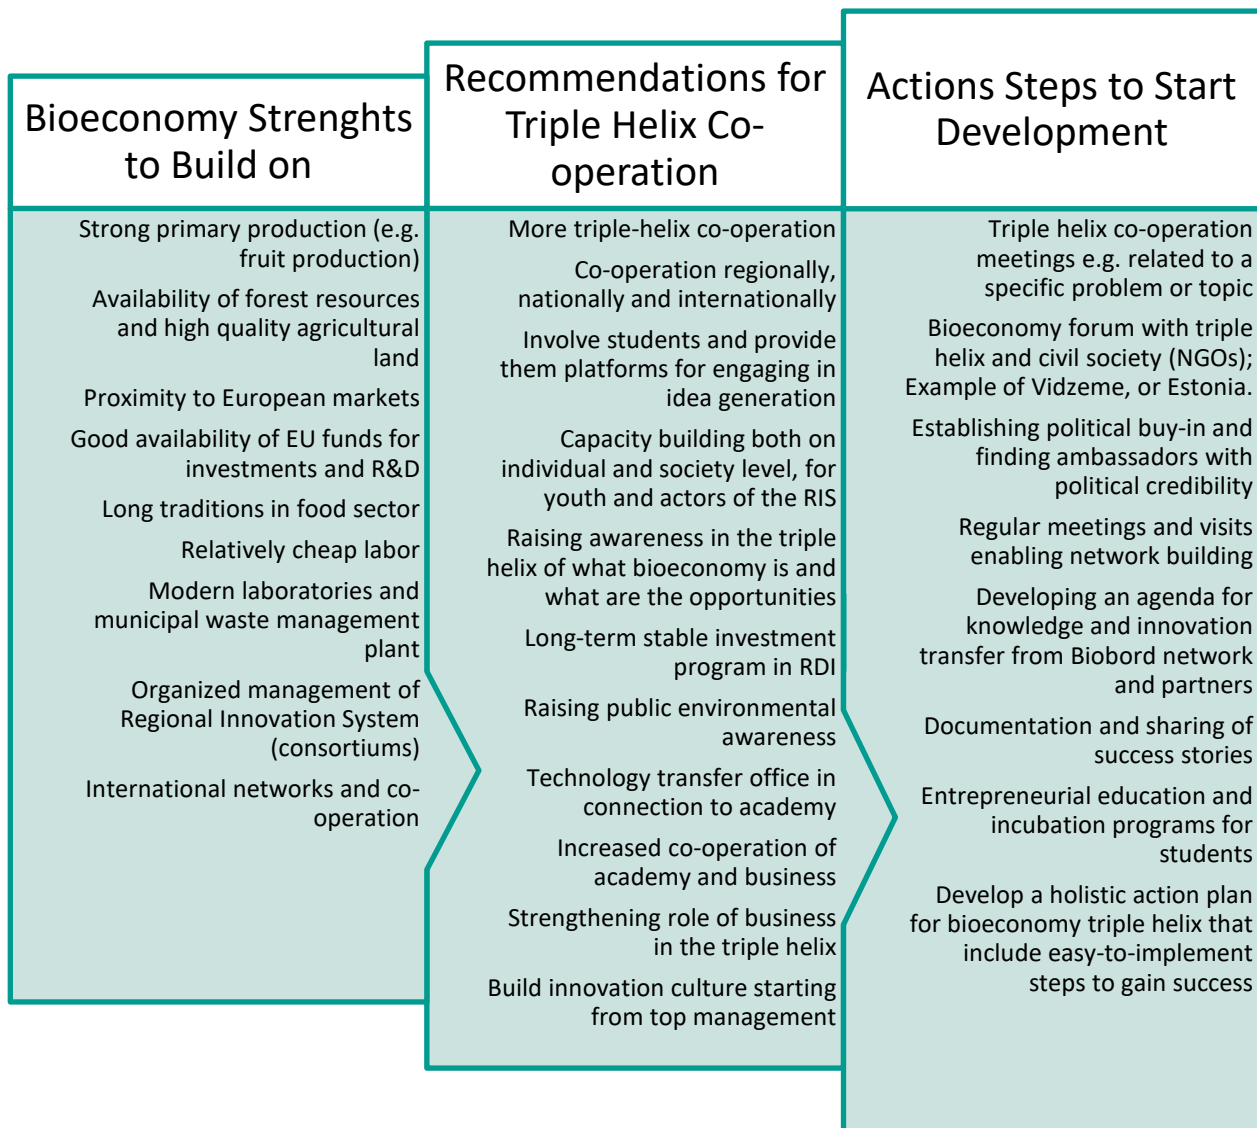 Bioeconomy Strenghts
to Build on
Strong primary production (e.g.
fruit production)
Availability of forest resources
and high quality agricultural
land
Proximity to European markets
Good availability of EU funds for
investments and R&D
Long traditions in food sector
Relatively cheap labor
Modern laboratories and
municipal waste management
plant
Organized management of
Regional Innovation System
(consortiums)
International networks and co-
operation
Recommendations for
Triple Helix Co-
operation
More triple-helix co-operation
Co-operation regionally,
nationally and internationally
Involve students and provide
them platforms for engaging in
idea generation
Capacity building both on
individual and society level, for
youth and actors of the RIS
Raising awareness in the triple
helix of what bioeconomy is and
what are the opportunities
Long-term stable investment
program in RDI
Raising public environmental
awareness
Technology transfer office in
connection to academy
Increased co-operation of
academy and business
Strengthening role of business
in the triple helix
Build innovation culture starting
from top management
Actions Steps to Start
Development
Triple helix co-operation
meetings e.g. related to a
specific problem or topic
Bioeconomy forum with triple
helix and civil society (NGOs);
Example of Vidzeme, or Estonia.
Establishing political buy-in and
finding ambassadors with
political credibility
Regular meetings and visits
enabling network building
Developing an agenda for
knowledge and innovation
transfer from Biobord network
and partners
Documentation and sharing of
success stories
Entrepreneurial education and
incubation programs for
students
Develop a holistic action plan
for bioeconomy triple helix that
include easy-to-implement
steps to gain success